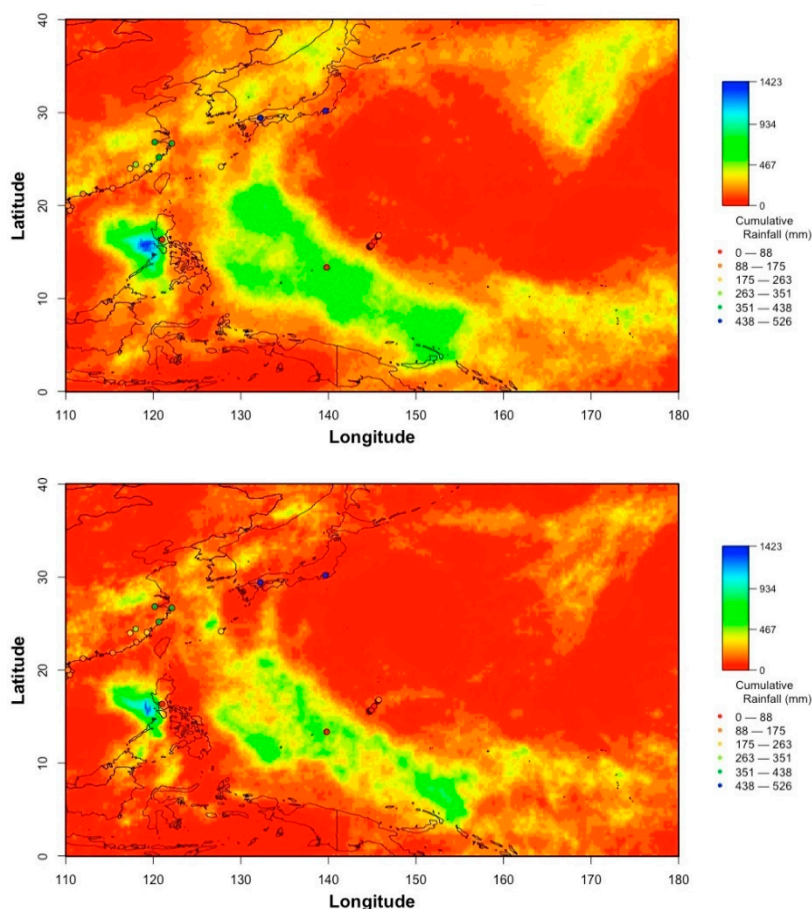 40
30
20
10
0
Latitude
110 120 130 140 150 160 170 180
Longitude
1423
934
467
0
Cumulative
Rainfall (mm)
0 — 88
88 — 175
175 — 263
263 — 351
351 — 438
438 — 526
40
30
20
10
0
Latitude
110 120 130 140 150 160 170 180
Longitude
1423
934
467
0
Cumulative
Rainfall (mm)
0 — 88
88 — 175
175 — 263
263 — 351
351 — 438
438 — 526